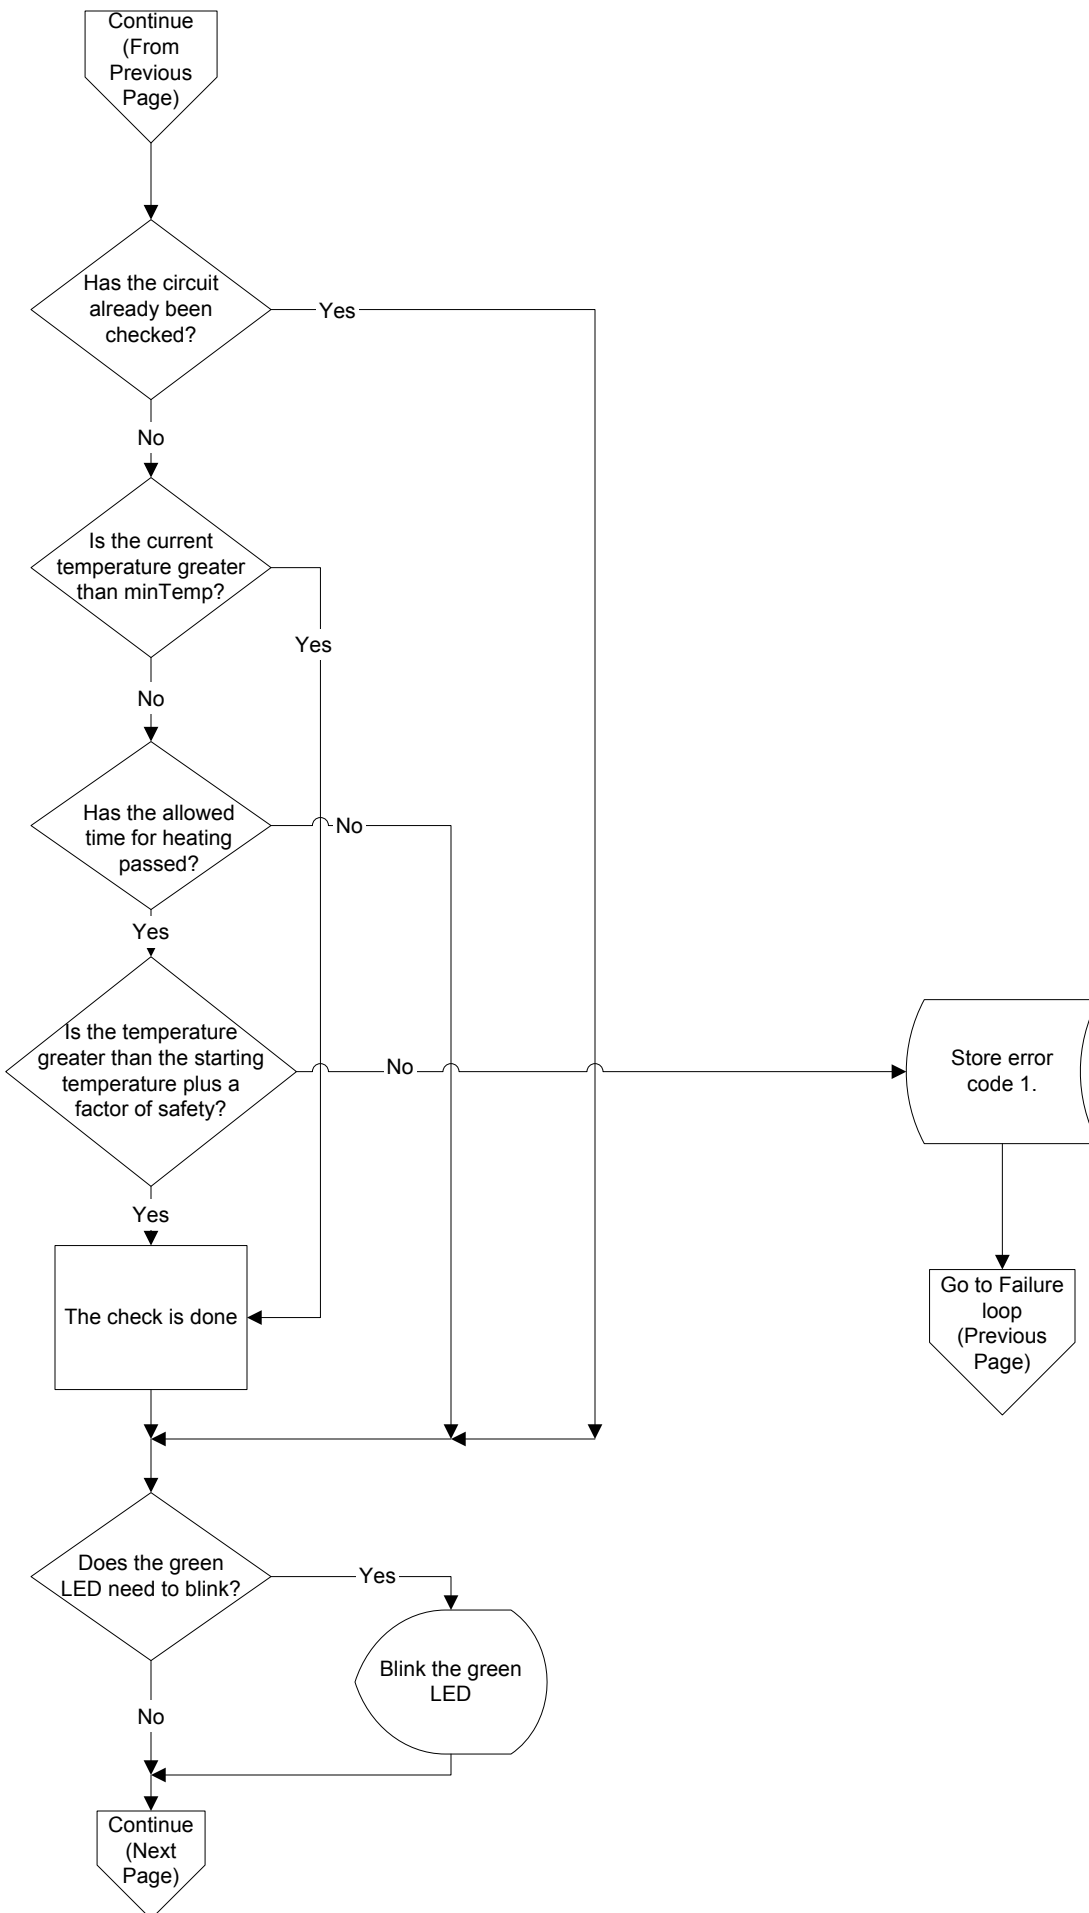 Continue
(From
Previous
Page)
Has the circuit
already been
checked?
Yes
No
Is the current
temperature greater
than minTemp?
Yes
No
Has the allowed
time for heating
passed?
No
Yes
Is the temperature
greater than the starting
temperature plus a
factor of safety?
No
Store error
code 1.
Yes
The check is done
Go to Failure
loop
(Previous
Page)
Does the green
LED need to blink?
Yes
Blink the green
LED
No
Continue
(Next
Page)